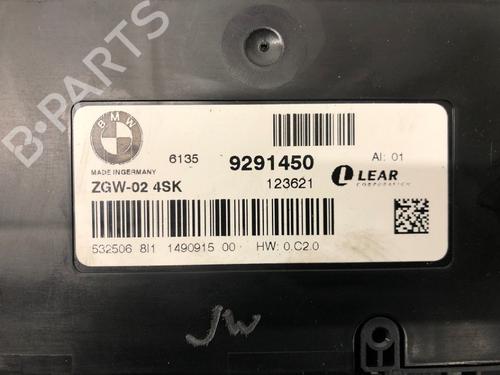 B-PARTS
BMW
MADE IN GERMANY
6135 9291450 AI: 01
ZGW-02 4SK 123621 LEAR CORPORATION
532506 8I1 1490915 00 HW: 0.C2.0
JW